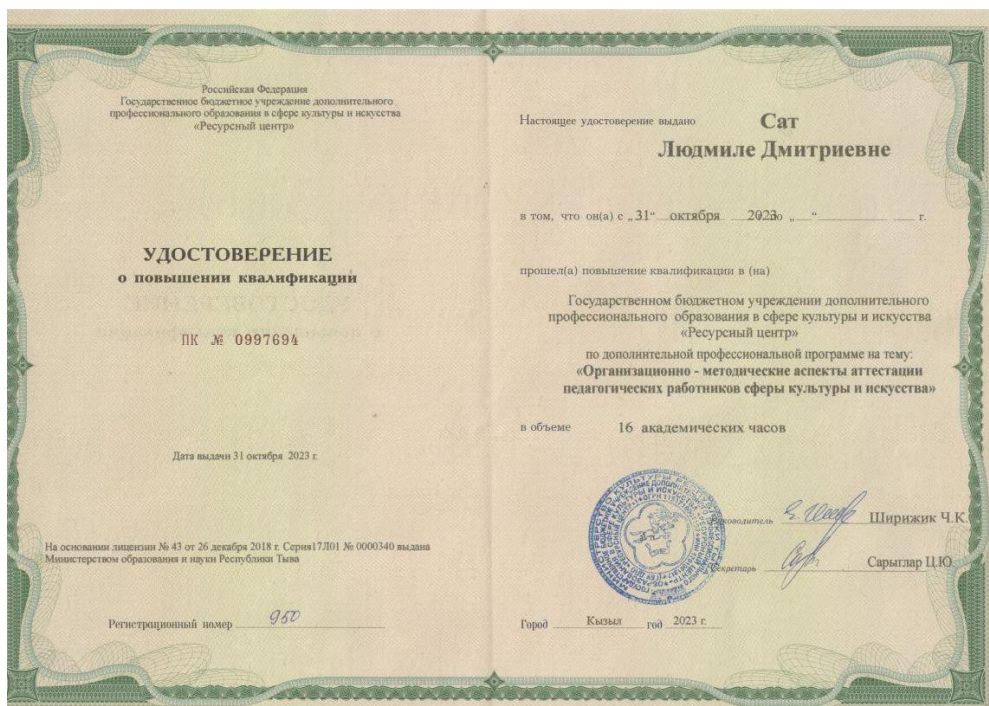 Российская Федерация
Государственное бюджетное учреждение дополнительного
профессионального образования в сфере культуры и искусства
«Ресурсный центр»
УДОСТОВЕРЕНИЕ
о повышении квалификаций
ПК № 0997694
Дата выдачи 31 октября 2023 г.
На основании лицензии № 43 от 26 декабря 2018 г. Серия17Л01 № 0000340 выдана
Министерством образования и науки Республики Тыва
Регистрационный номер 950
Настоящее удостоверение выдано Сат
Людмиле Дмитриевне
в том, что он(а) с „31“ октября 2023 по „ “ г.
прошел(а) повышение квалификации в (на)
Государственном бюджетном учреждении дополнительного
профессионального образования в сфере культуры и искусства
«Ресурсный центр»
по дополнительной профессиональной программе на тему:
«Организационно - методические аспекты аттестации
педагогических работников сферы культуры и искусства»
в объеме 16 академических часов
Руководитель Ширижик Ч.К.
Секретарь Сарыглар Ц.Ю.
Город Кызыл год 2023 г.